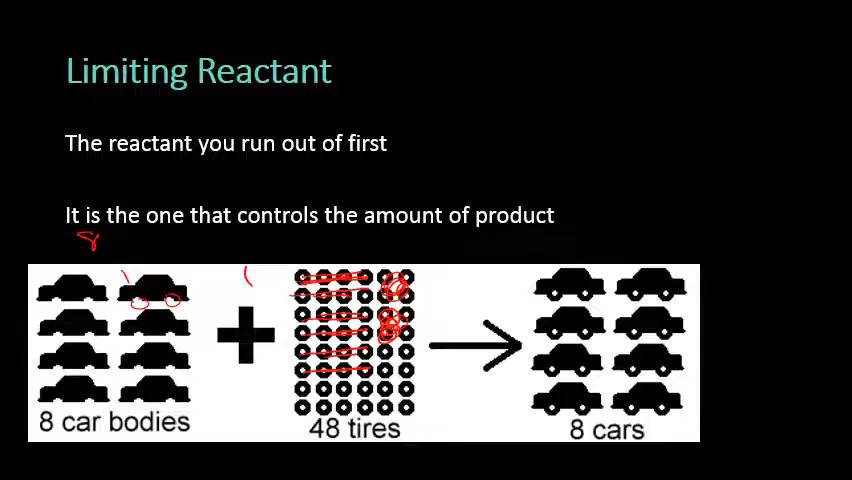 Limiting Reactant
The reactant you run out of first
It is the one that controls the amount of product
8
8 car bodies
48 tires
8 cars